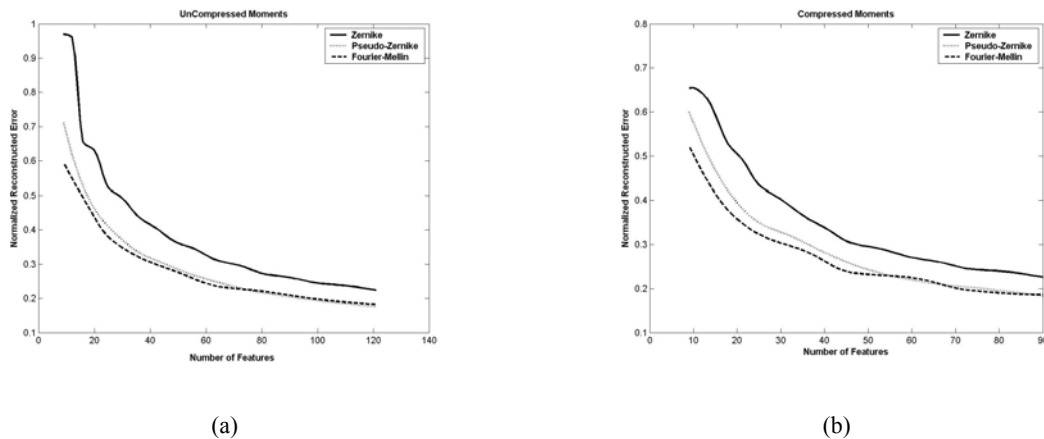 UnCompressed Moments
1
0.9
0.8
0.7
0.6
0.5
0.4
0.3
0.2
0.1
0 20 40 60 80 100 120 140
Normalized Reconstructed Error
Number of Features
Zernike
Pseudo-Zernike
Fourier-Mellin
(a)
Compressed Moments
0.8
0.7
0.6
0.5
0.4
0.3
0.2
0.1
0 10 20 30 40 50 60 70 80 90
Normalized Reconstructed Error
Number of Features
Zernike
Pseudo-Zernike
Fourier-Mellin
(b)